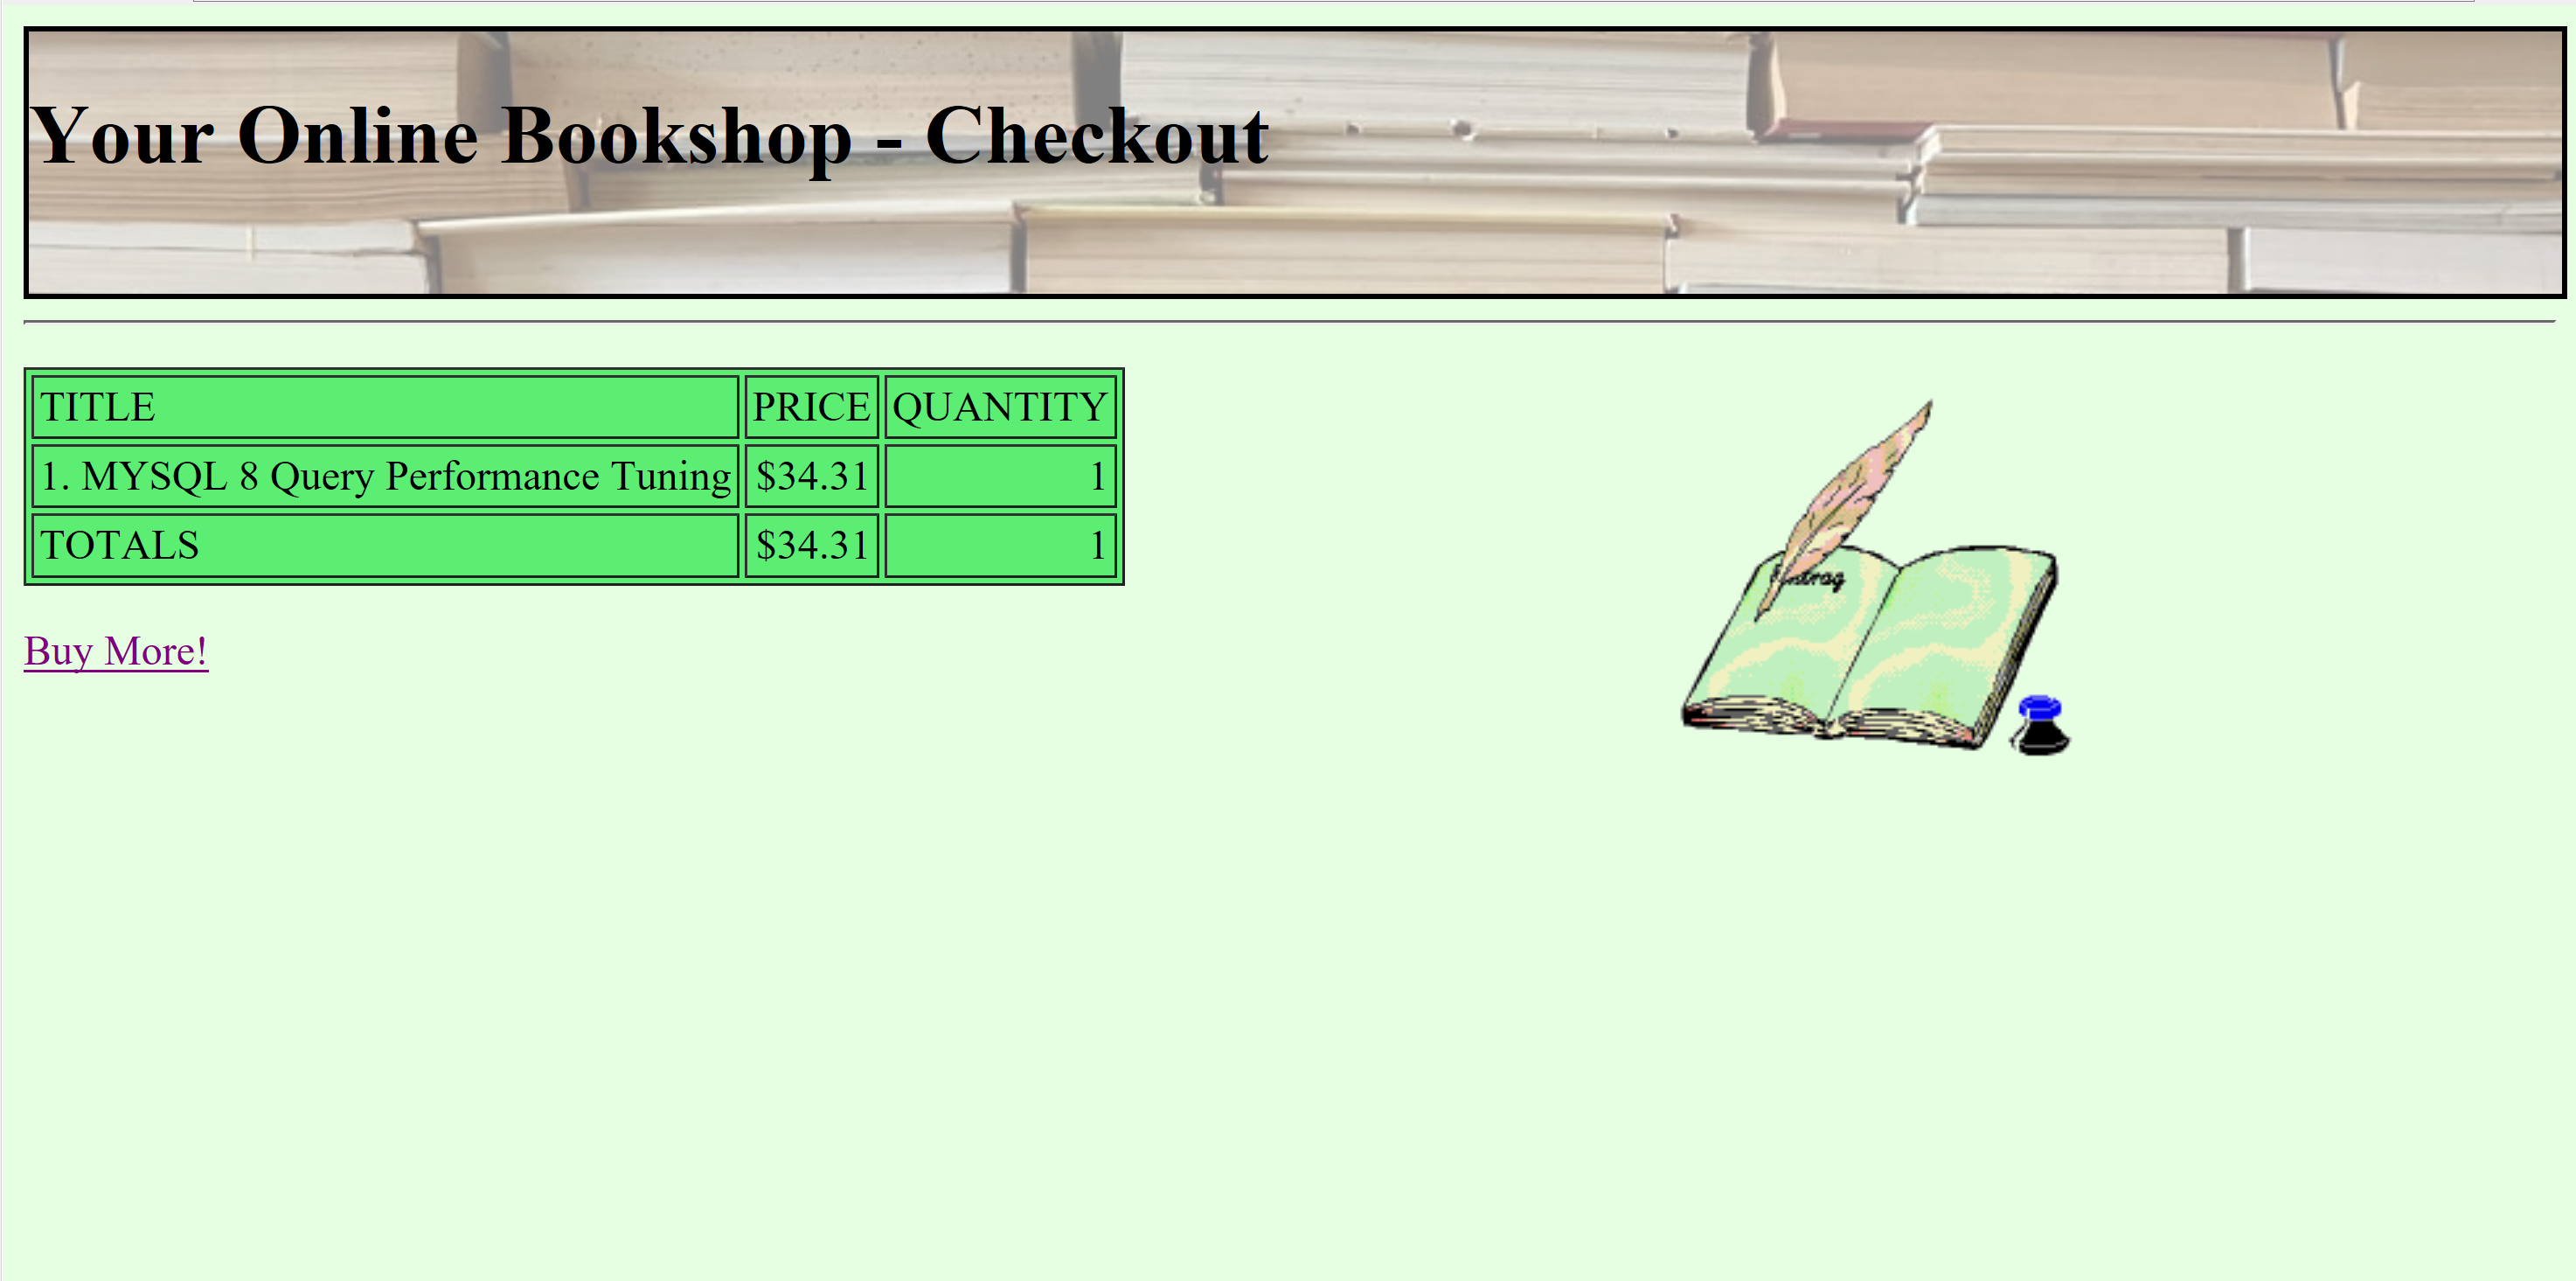 Your Online Bookshop - Checkout
TITLE PRICE QUANTITY
1. MYSQL 8 Query Performance Tuning $34.31 1
TOTALS $34.31 1
Buy More!